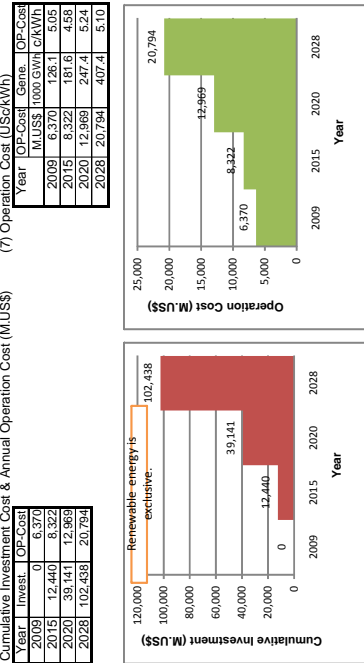 Cumulative Investment Cost & Annual Operation Cost (M.US$)
Year Invest. OP-Cost
2009 0 6,370
2015 12,440 8,322
2020 39,141 12,969
2028 102,438 20,794
(7) Operation Cost (USc/kWh)
Year OP-Cost Gene. OP-Cost
M.US$ 1000 GWh c/kWh
2009 6,370 126.1 5.05
2015 8,322 181.6 4.58
2020 12,969 247.4 5.24
2028 20,794 407.4 5.10
Cumulative Investment (M.US$)
120,000
100,000
80,000
60,000
40,000
20,000
0
Renewable energy is
exclusive.
0
12,440
39,141
102,438
2009 2015 2020 2028
Year
Operation Cost (M.US$)
25,000
20,000
15,000
10,000
5,000
0
6,370
8,322
12,969
20,794
2009 2015 2020 2028
Year